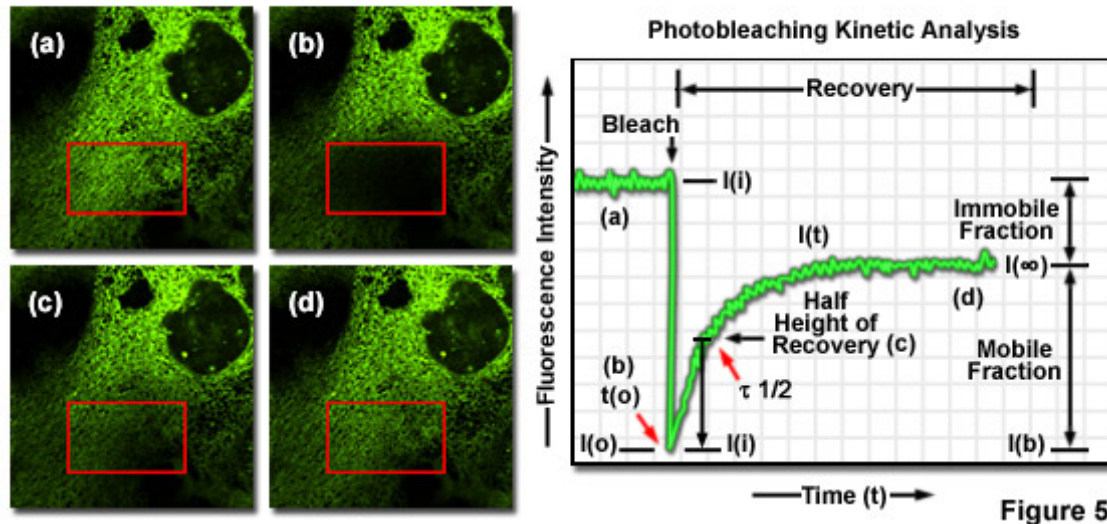 (a)
(b)
(c)
(d)
Photobleaching Kinetic Analysis
Recovery
Bleach
I(i)
(a)
Immobile
Fraction
I(t)
I(∞)
(d)
Half
Height of
Recovery (c)
Mobile
Fraction
(b)
t(o)
τ 1/2
I(o)
I(i)
I(b)
Fluorescence Intensity
Time (t)
Figure 5